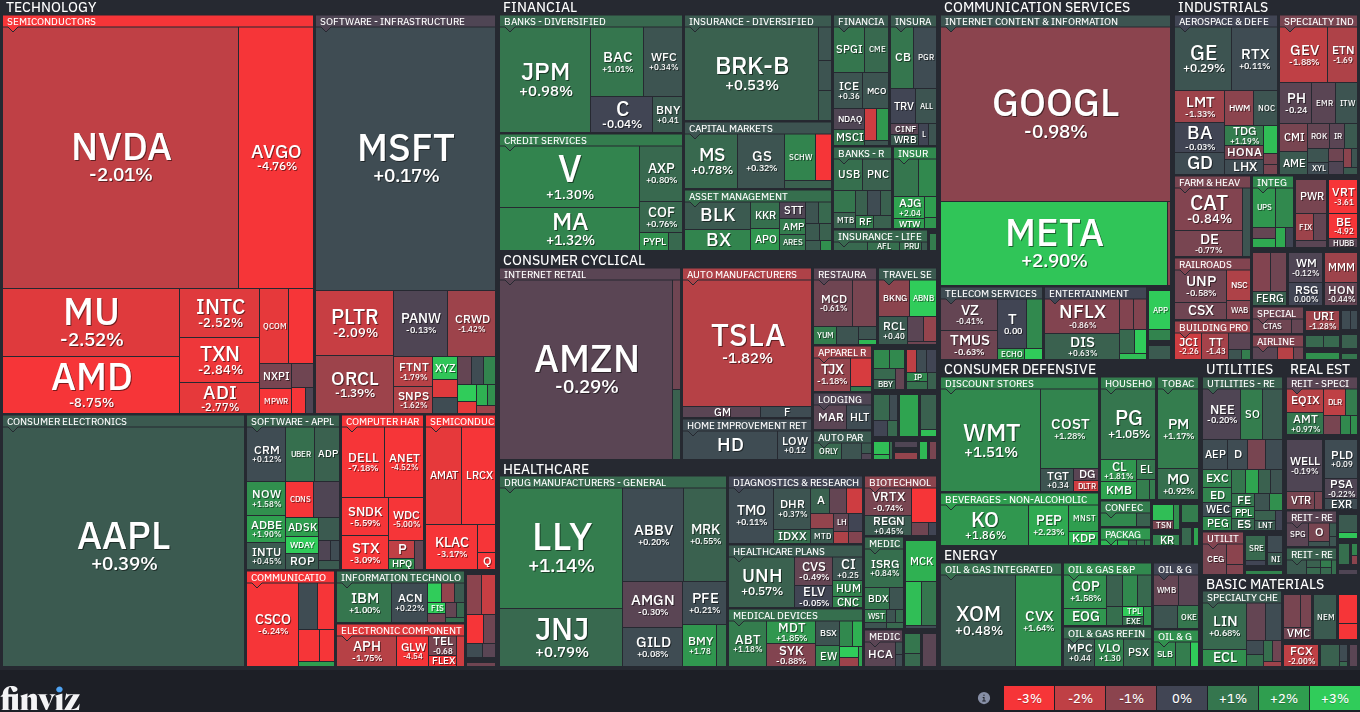 TECHNOLOGY
SEMICONDUCTORS
NVDA
-2.01%
AVGO
-4.76%
MU
-2.52%
AMD
-8.75%
INTC
-2.52%
TXN
-2.84%
ADI
-2.77%
QCOM
NXPI
MPWR
SOFTWARE - INFRASTRUCTURE
MSFT
+0.17%
PLTR
-2.09%
PANW
-0.13%
CRWD
-1.42%
ORCL
-1.39%
FTNT
-1.79%
XYZ
SNPS
-1.62%
CONSUMER ELECTRONICS
AAPL
+0.39%
SOFTWARE - APPL
CRM
+0.12%
UBER
ADP
NOW
+1.58%
CDNS
ADBE
+1.90%
ADSK
WDAY
INTU
+0.45%
ROP
COMPUTER HAR
DELL
-7.18%
ANET
-4.52%
SNDK
-5.59%
WDC
-5.00%
STX
-3.09%
P
HPQ
SEMICONDUC
AMAT
LRCX
KLAC
-3.17%
Q
COMMUNICATIO
CSCO
-6.24%
INFORMATION TECHNOLO
IBM
+1.00%
ACN
+0.22%
FIS
ELECTRONIC COMPONENT
APH
-1.75%
GLW
-4.54
TEL
-0.68
FLEX
FINANCIAL
BANKS - DIVERSIFIED
JPM
+0.98%
BAC
+1.01%
WFC
+0.34%
C
-0.04%
BNY
+0.41
CREDIT SERVICES
V
+1.30%
MA
+1.32%
AXP
+0.80%
COF
+0.76%
PYPL
INSURANCE - DIVERSIFIED
BRK-B
+0.53%
CAPITAL MARKETS
MS
+0.78%
GS
+0.32%
SCHW
ASSET MANAGEMENT
BLK
KKR
STT
BX
APO
AMP
ARES
FINANCIA
SPGI
CME
ICE
+0.36
MCO
NDAQ
MSCI
INSURA
CB
PGR
TRV
ALL
CINF
WRB
L
BANKS - R
USB
PNC
MTB
RF
INSUR
AJG
+2.04
WTW
INSURANCE - LIFE
AFL
PRU
CONSUMER CYCLICAL
INTERNET RETAIL
AMZN
-0.29%
AUTO MANUFACTURERS
TSLA
-1.82%
GM
F
HOME IMPROVEMENT RET
HD
LOW
+0.12
RESTAURA
MCD
-0.61%
YUM
TRAVEL SE
BKNG
ABNB
RCL
+0.40
APPAREL R
TJX
-1.18%
BBY
IP
LODGING
MAR
HLT
AUTO PAR
ORLY
HEALTHCARE
DRUG MANUFACTURERS - GENERAL
LLY
+1.14%
JNJ
+0.79%
ABBV
+0.20%
MRK
+0.55%
AMGN
-0.30%
PFE
+0.21%
GILD
+0.08%
BMY
+1.78
DIAGNOSTICS & RESEARCH
TMO
+0.11%
DHR
+0.37%
A
LH
IDXX
MTD
HEALTHCARE PLANS
UNH
+0.57%
CVS
-0.49%
CI
+0.25
ELV
-0.05%
HUM
CNC
MEDICAL DEVICES
ABT
+1.18%
MDT
+1.85%
BSX
SYK
-0.88%
EW
BIOTECHNOL
VRTX
-0.74%
REGN
+0.45%
MEDIC
ISRG
+0.84%
BDX
WST
MCK
MEDIC
HCA
COMMUNICATION SERVICES
INTERNET CONTENT & INFORMATION
GOOGL
-0.98%
META
+2.90%
TELECOM SERVICES
VZ
-0.41%
T
0.00
TMUS
-0.63%
ECHO
ENTERTAINMENT
NFLX
-0.86%
DIS
+0.63%
APP
INDUSTRIALS
AEROSPACE & DEFE
GE
+0.29%
RTX
+0.11%
LMT
-1.33%
HWM
NOC
BA
-0.03%
TDG
+1.19%
HONA
GD
LHX
SPECIALTY IND
GEV
-1.88%
ETN
-1.69
PH
-0.24
EMR
ITW
CMI
ROK
IR
AME
XYL
FARM & HEAV
CAT
-0.84%
DE
-0.77%
INTEG
UPS
PWR
FIX
VRT
-3.61
BE
-4.92
HUBB
RAILROADS
UNP
-0.58%
NSC
CSX
WAB
FERG
WM
-0.12%
MMM
RSG
0.00%
HON
-0.44%
BUILDING PRO
JCI
-2.26
TT
-1.43
SPECIAL
CTAS
URI
-1.28%
AIRLINE
CONSUMER DEFENSIVE
DISCOUNT STORES
WMT
+1.51%
COST
+1.28%
TGT
+0.34
DG
DLTR
HOUSEHO
PG
+1.05%
CL
+1.81%
EL
KMB
TOBAC
PM
+1.17%
MO
+0.92%
BEVERAGES - NON-ALCOHOLIC
KO
+1.86%
PEP
+2.23%
MNST
KDP
CONFEC
PACKAG
TSN
KR
ENERGY
OIL & GAS INTEGRATED
XOM
+0.48%
CVX
+1.64%
OIL & GAS E&P
COP
+1.58%
EOG
TPL
EXE
OIL & G
WMB
OKE
OIL & GAS REFIN
MPC
+0.44
VLO
+1.30
PSX
OIL & G
SLB
UTILITIES
UTILITIES - RE
NEE
-0.20%
SO
AEP
D
EXC
ED
FE
WEC
PPL
PEG
ES
LNT
UTILIT
CEG
SRE
NI
REAL EST
REIT - SPECI
EQIX
DLR
AMT
+0.97%
WELL
-0.19%
PLD
+0.09
VTR
PSA
-0.22%
EXR
REIT - RE
SPG
O
REIT - RE
BASIC MATERIALS
SPECIALTY CHE
LIN
+0.68%
ECL
VMC
NEM
FCX
-2.00%
finviz
-3%
-2%
-1%
0%
+1%
+2%
+3%